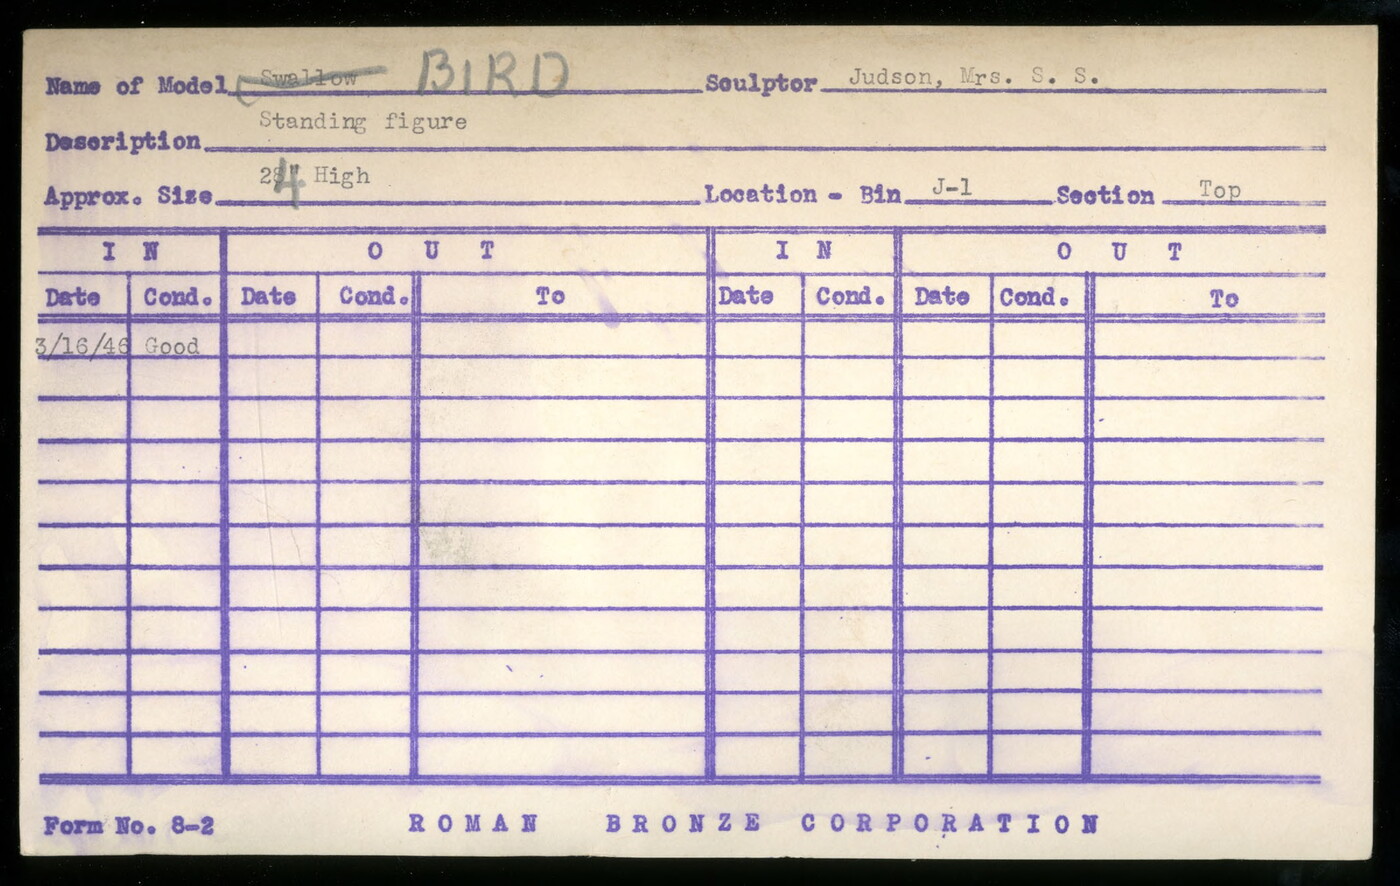 Name of Model Swallow BIRD Sculptor Judson, Mrs. S. S.
Standing figure
Description
24" High
Approx. Size Location - Bin J-1 Section Top
I N O U T I N O U T
Date Cond. Date Cond. To Date Cond. Date Cond. To
3/16/46 Good
Form No. 8-2 ROMAN BRONZE CORPORATION